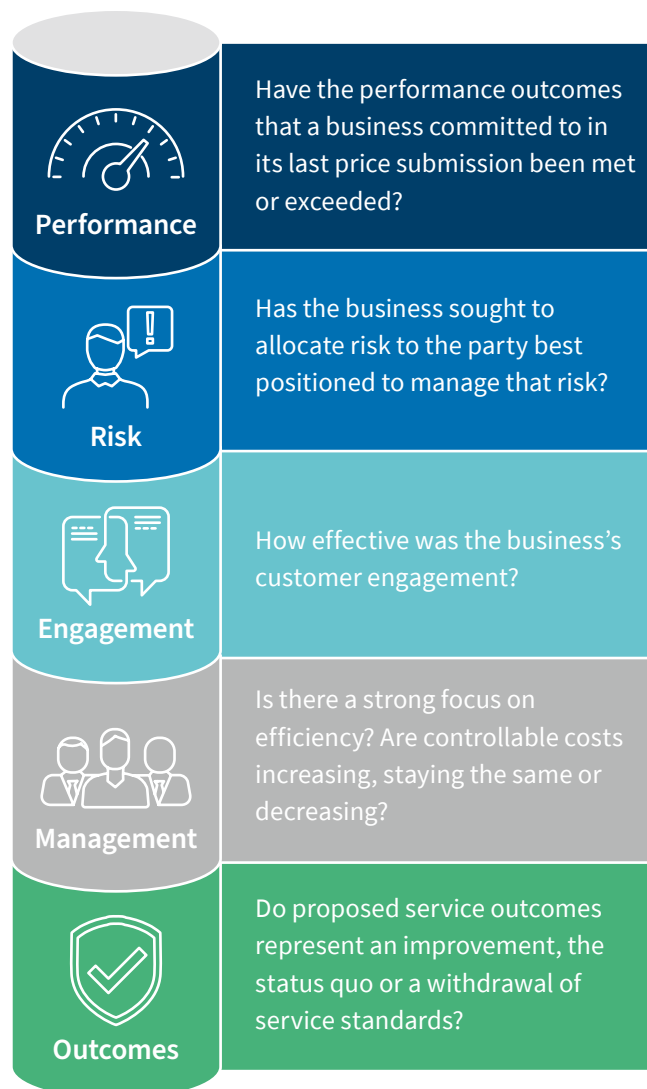 Performance
Have the performance outcomes
that a business committed to in
its last price submission been met
or exceeded?
Risk
Has the business sought to
allocate risk to the party best
positioned to manage that risk?
Engagement
How effective was the business’s
customer engagement?
Management
Is there a strong focus on
efficiency? Are controllable costs
increasing, staying the same or
decreasing?
Outcomes
Do proposed service outcomes
represent an improvement, the
status quo or a withdrawal of
service standards?